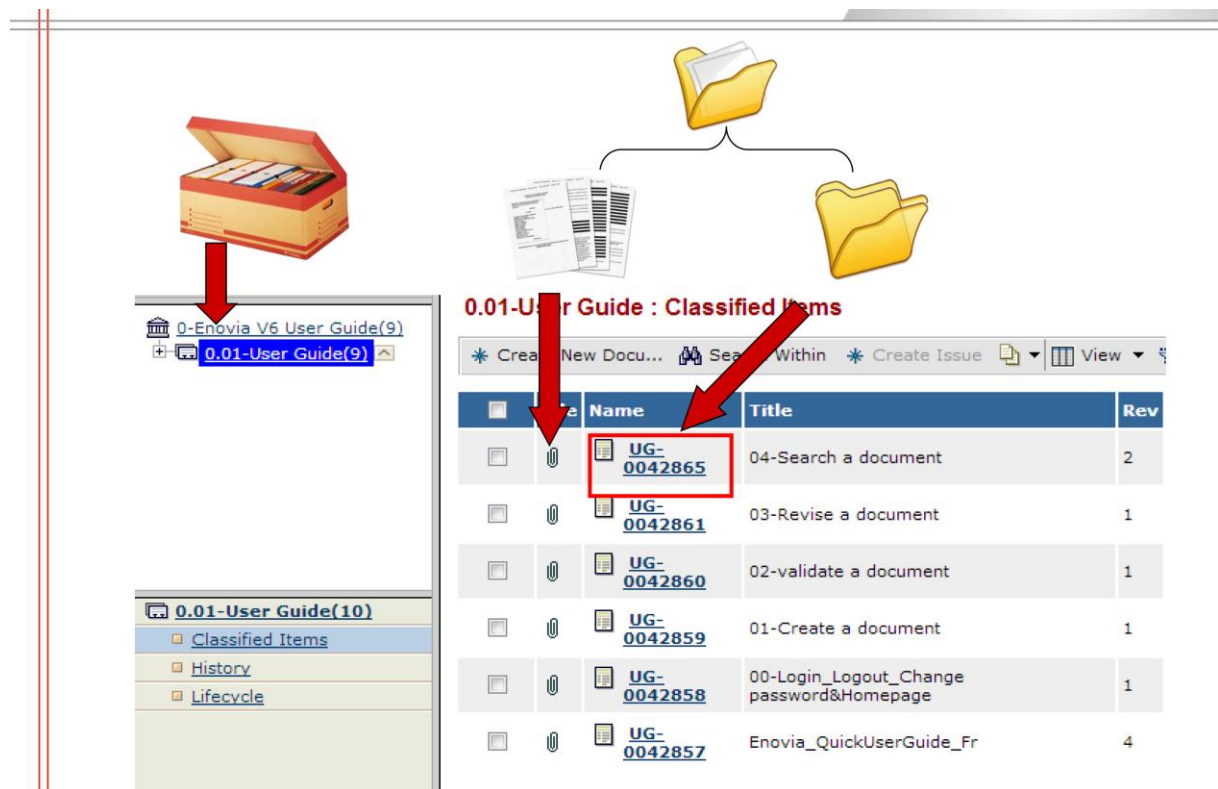 0-Enovia V6 User Guide(9)
0.01-User Guide(9)
0.01-User Guide : Classified Items
Create New Docu... Search Within Create Issue View
Name Title Rev
UG-
0042865
04-Search a document 2
UG-
0042861
03-Revise a document 1
UG-
0042860
02-validate a document 1
UG-
0042859
01-Create a document 1
UG-
0042858
00-Login_Logout_Change
password&Homepage
1
UG-
0042857
Enovia_QuickUserGuide_Fr 4
0.01-User Guide(10)
Classified Items
History
Lifecycle